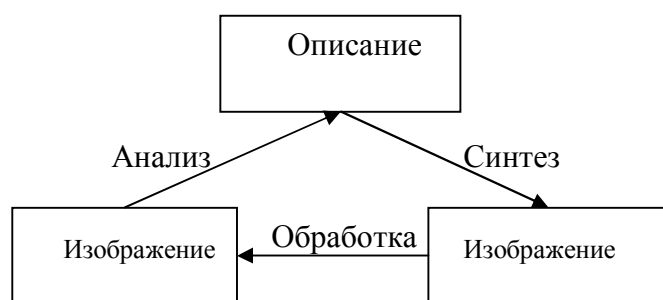 Описание
Анализ
Синтез
Изображение
Обработка
Изображение